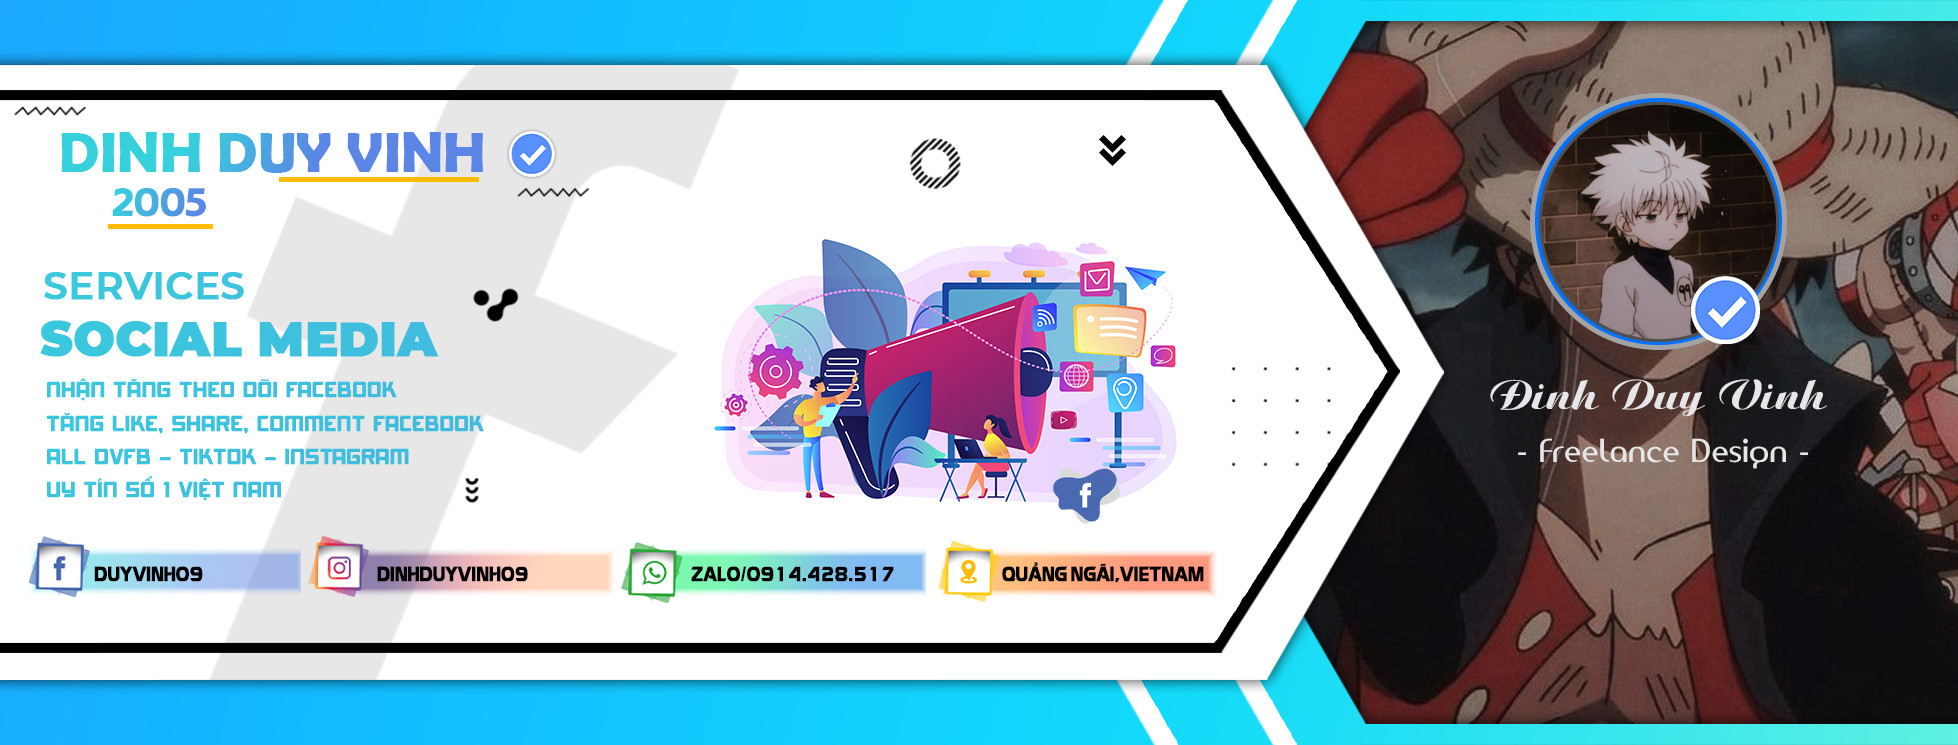 DINH DUY VINH
2005
SERVICES
SOCIAL MEDIA
NHẬN TĂNG THEO DÕI FACEBOOK
TĂNG LIKE, SHARE, COMMENT FACEBOOK
ALL DVFB - TIKTOK - INSTAGRAM
UY TÍN SỐ 1 VIỆT NAM
DUYVINH09
DINHDUYVINH09
ZALO/0914.428.517
QUẢNG NGÃI,VIETNAM
99
Đinh Duy Vinh
- Freelance Design -